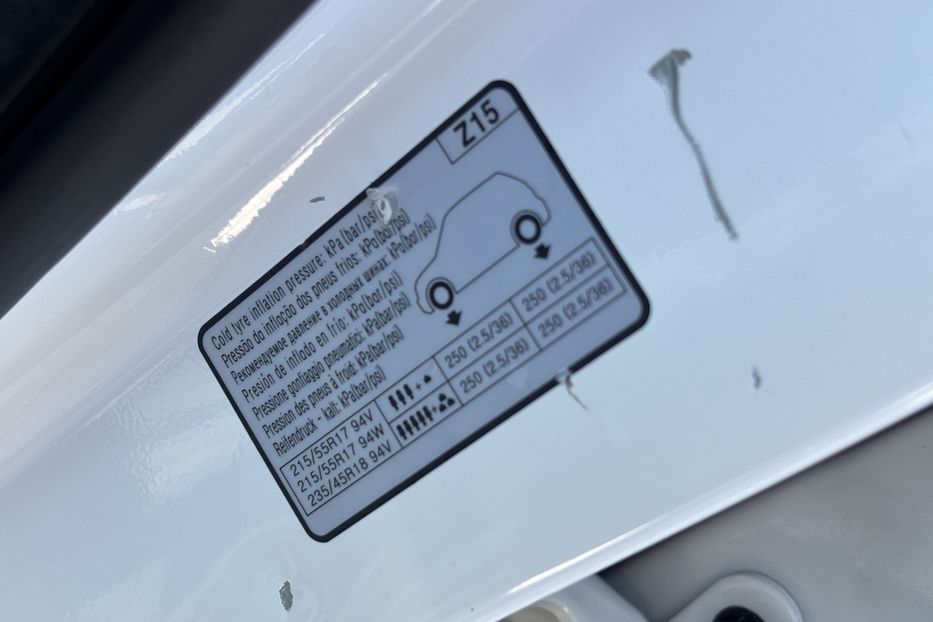 Z15
Cold tyre inflation pressure: kPa (bar/psi)
Pressão da inflação dos pneus frios: kPa(bar/psi)
Рекомендуемое давление в холодных шинах: kPa(bar/psi)
Presión de inflado en frío: kPa(bar/psi)
Pressione gonfiaggio pneumatici: kPa(bar/psi)
Pression des pneus à froid: kPa(bar/psi)
Reifendruck - kalt: kPa(bar/psi)
215/55R17 94V + 250 (2.5/36) 250 (2.5/36)
215/55R17 94W + 250 (2.5/36) 250 (2.5/36)
235/45R18 94V